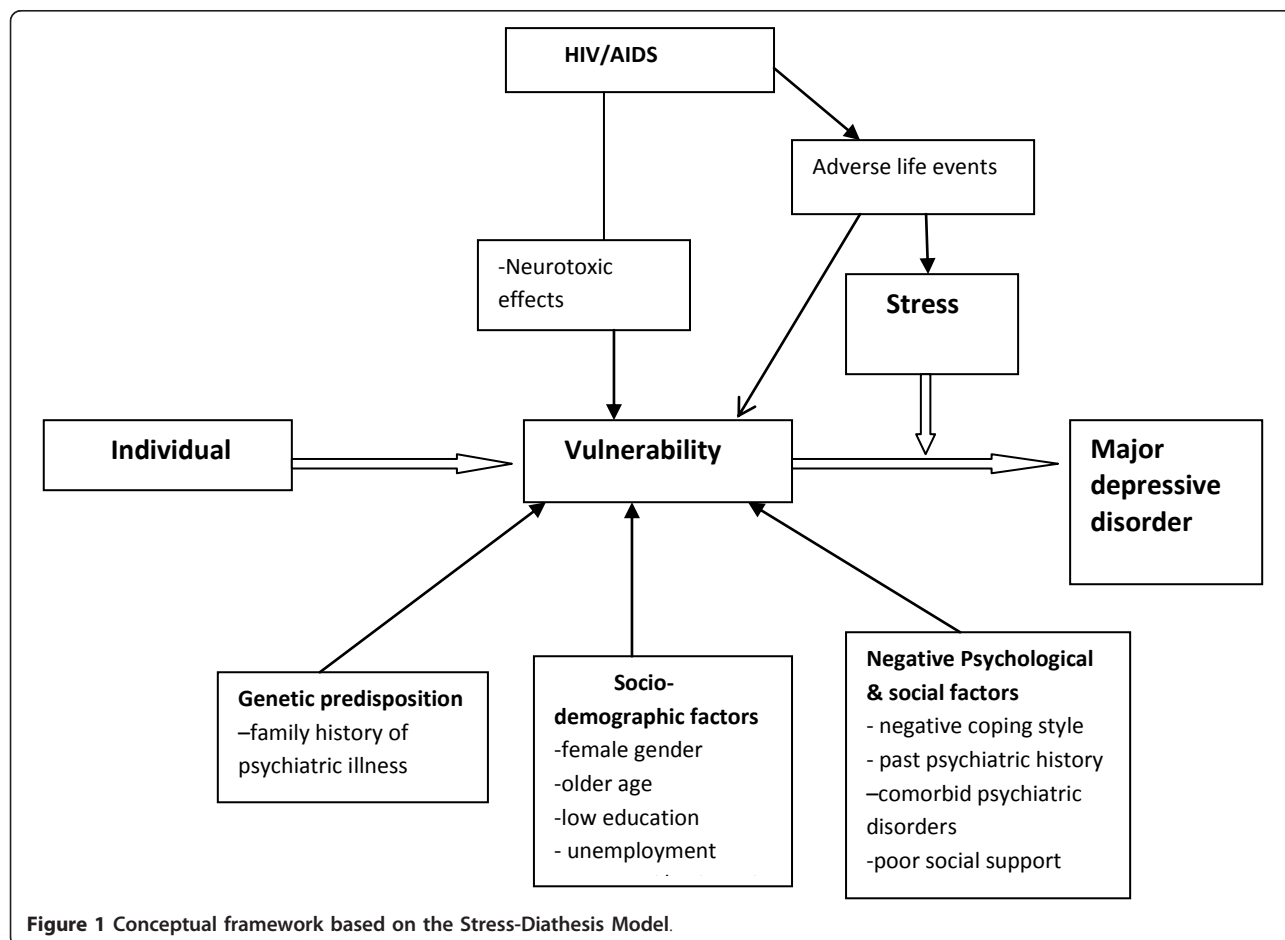 HIV/AIDS
Adverse life events
-Neurotoxic
effects
Stress
Individual
Vulnerability
Major
depressive
disorder
Genetic predisposition
–family history of
psychiatric illness
Socio-
demographic factors
-female gender
-older age
-low education
- unemployment
Negative Psychological
& social factors
- negative coping style
- past psychiatric history
–comorbid psychiatric
disorders
-poor social support
Figure 1 Conceptual framework based on the Stress-Diathesis Model.